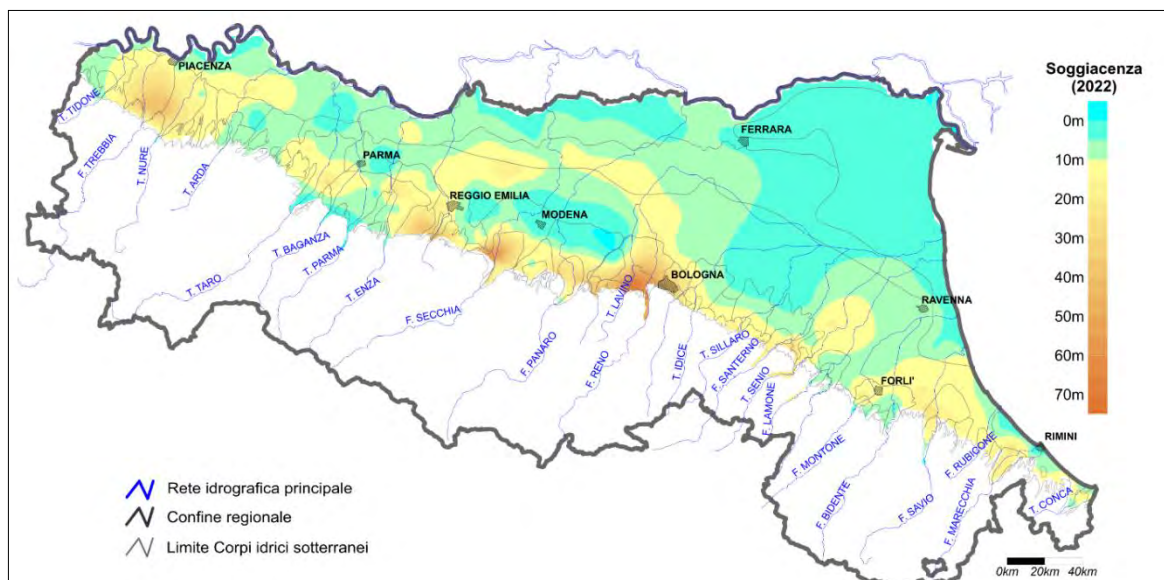 Soggiacenza
(2022)
0m
10m
20m
30m
40m
50m
60m
70m
PIACENZA
T. TIDONE
F. TREBBIA
T. NURE
T. ARDA
PARMA
REGGIO EMILIA
MODENA
FERRARA
BOLOGNA
RAVENNA
FORLI'
RIMINI
T. TARO
T. BAGANZA
T. PARMA
T. ENZA
F. SECCHIA
F. PANARO
F. RENO
T. LAVINO
T. IDICE
T. SILLARO
F. SANTERNO
T. SENIO
F. LAMONE
F. MONTONE
F. BIDENTE
F. SAVIO
F. RUBICONE
F. MARECCHIA
T. CONCA
Rete idrografica principale
Confine regionale
Limite Corpi idrici sotterranei
0km 20km 40km